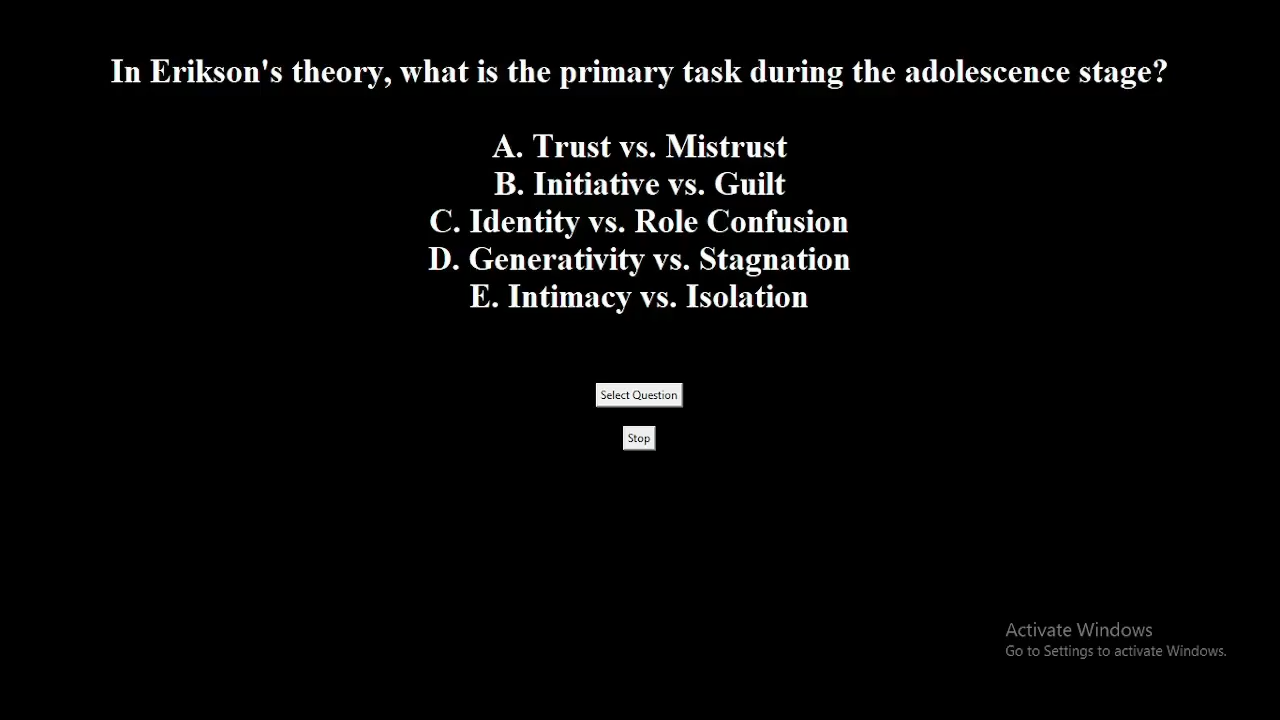 In Erikson's theory, what is the primary task during the adolescence stage?
A. Trust vs. Mistrust
B. Initiative vs. Guilt
C. Identity vs. Role Confusion
D. Generativity vs. Stagnation
E. Intimacy vs. Isolation
Select Question
Stop
Activate Windows
Go to Settings to activate Windows.